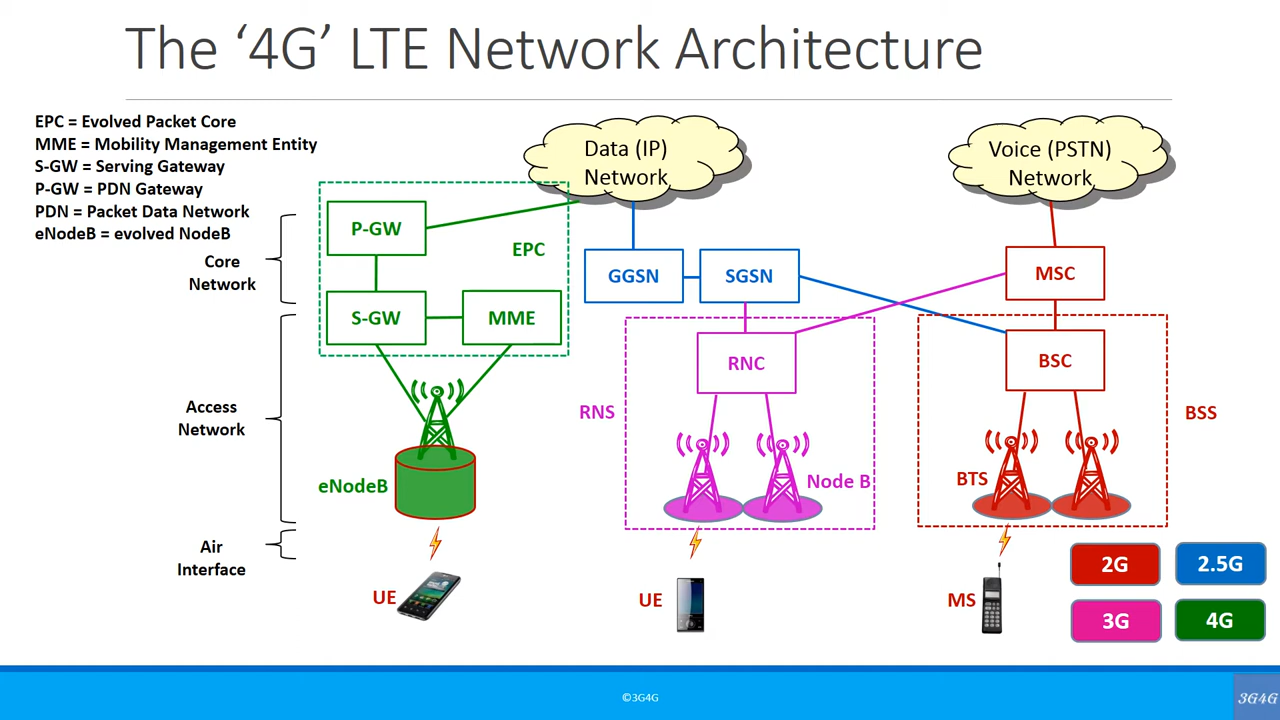 The ‘4G’ LTE Network Architecture
EPC = Evolved Packet Core
MME = Mobility Management Entity
S-GW = Serving Gateway
P-GW = PDN Gateway
PDN = Packet Data Network
eNodeB = evolved NodeB
Core
Network
Access
Network
Air
Interface
Data (IP)
Network
Voice (PSTN)
Network
P-GW
EPC
S-GW
MME
GGSN
SGSN
MSC
RNC
BSC
RNS
BSS
eNodeB
Node B
BTS
UE
UE
MS
2G
2.5G
3G
4G
©3G4G
3G4G